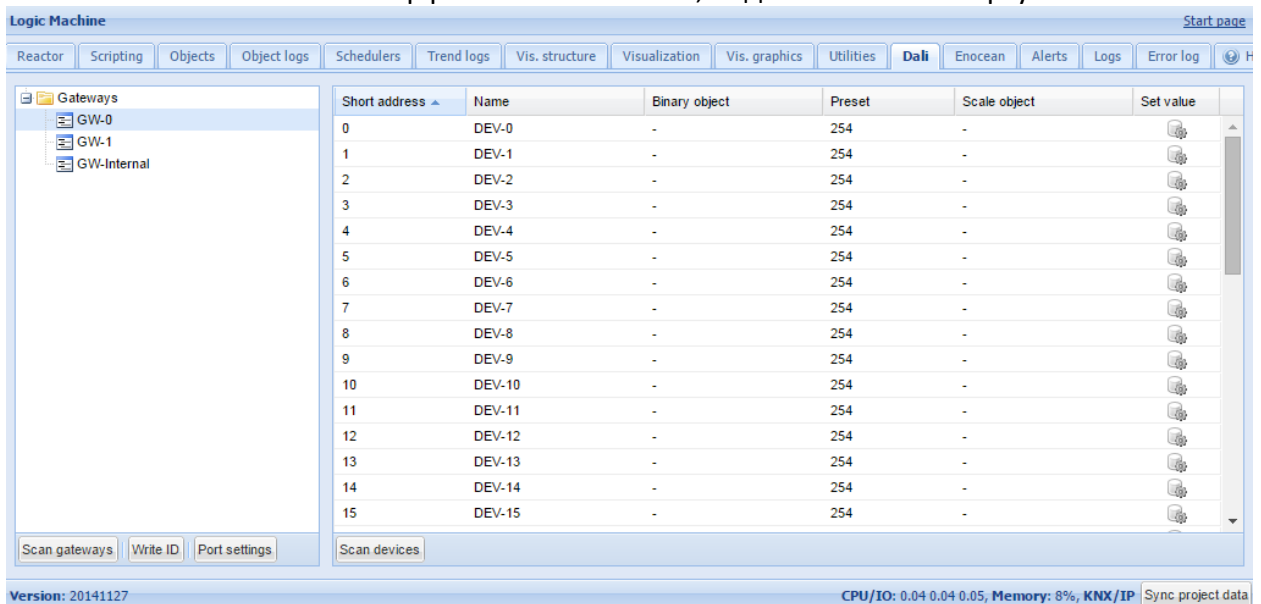 Logic Machine Start page
Reactor Scripting Objects Object logs Schedulers Trend logs Vis. structure Visualization Vis. graphics Utilities Dali Enocean Alerts Logs Error log
Gateways
GW-0
GW-1
GW-Internal
Short address Name Binary object Preset Scale object Set value
0 DEV-0 - 254 -
1 DEV-1 - 254 -
2 DEV-2 - 254 -
3 DEV-3 - 254 -
4 DEV-4 - 254 -
5 DEV-5 - 254 -
6 DEV-6 - 254 -
7 DEV-7 - 254 -
8 DEV-8 - 254 -
9 DEV-9 - 254 -
10 DEV-10 - 254 -
11 DEV-11 - 254 -
12 DEV-12 - 254 -
13 DEV-13 - 254 -
14 DEV-14 - 254 -
15 DEV-15 - 254 -
Scan gateways Write ID Port settings Scan devices
Version: 20141127 CPU/IO: 0.04 0.04 0.05, Memory: 8%, KNX/IP Sync project data